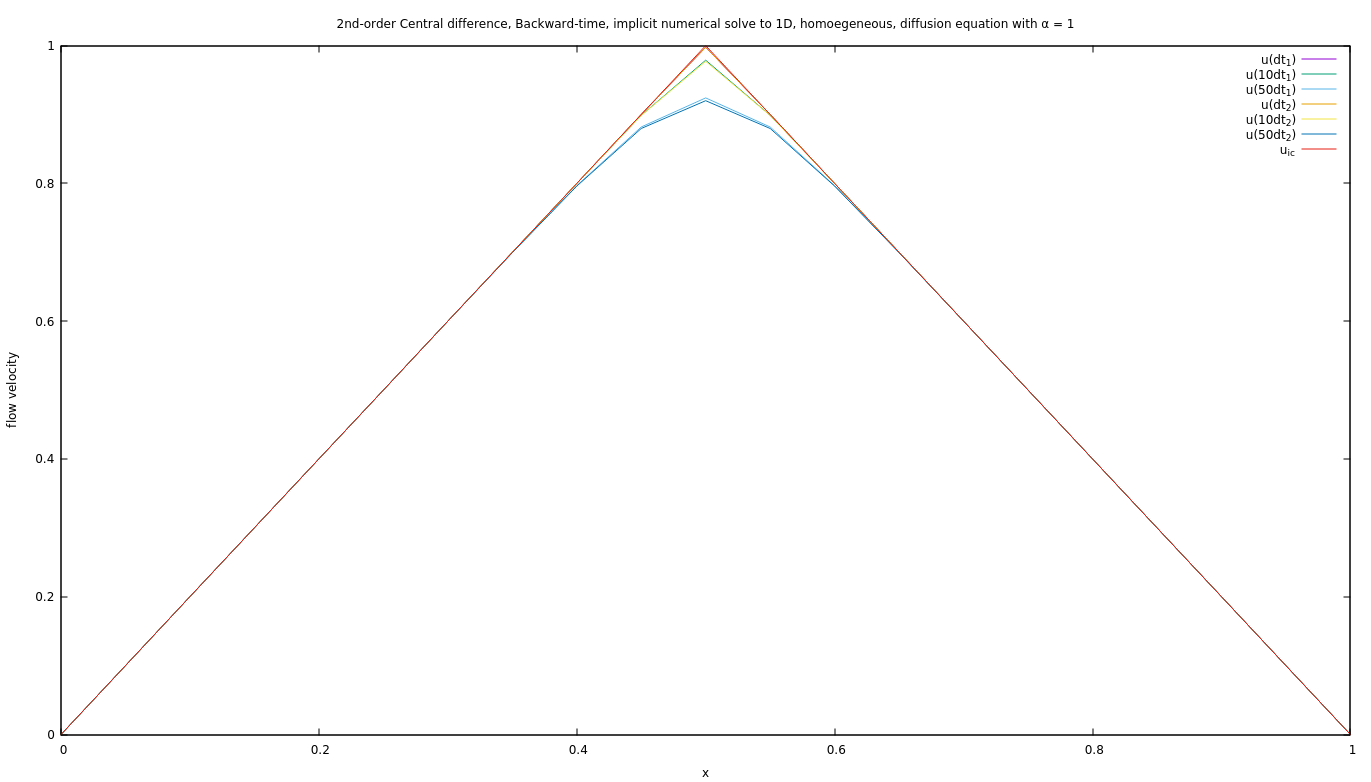 2nd-order Central difference, Backward-time, implicit numerical solve to 1D, homoegeneous, diffusion equation with α = 1
u(dt₁)
u(10dt₁)
u(50dt₁)
u(dt₂)
u(10dt₂)
u(50dt₂)
u_ic
1
0.8
0.6
0.4
0.2
0
flow velocity
0
0.2
0.4
0.6
0.8
1
x